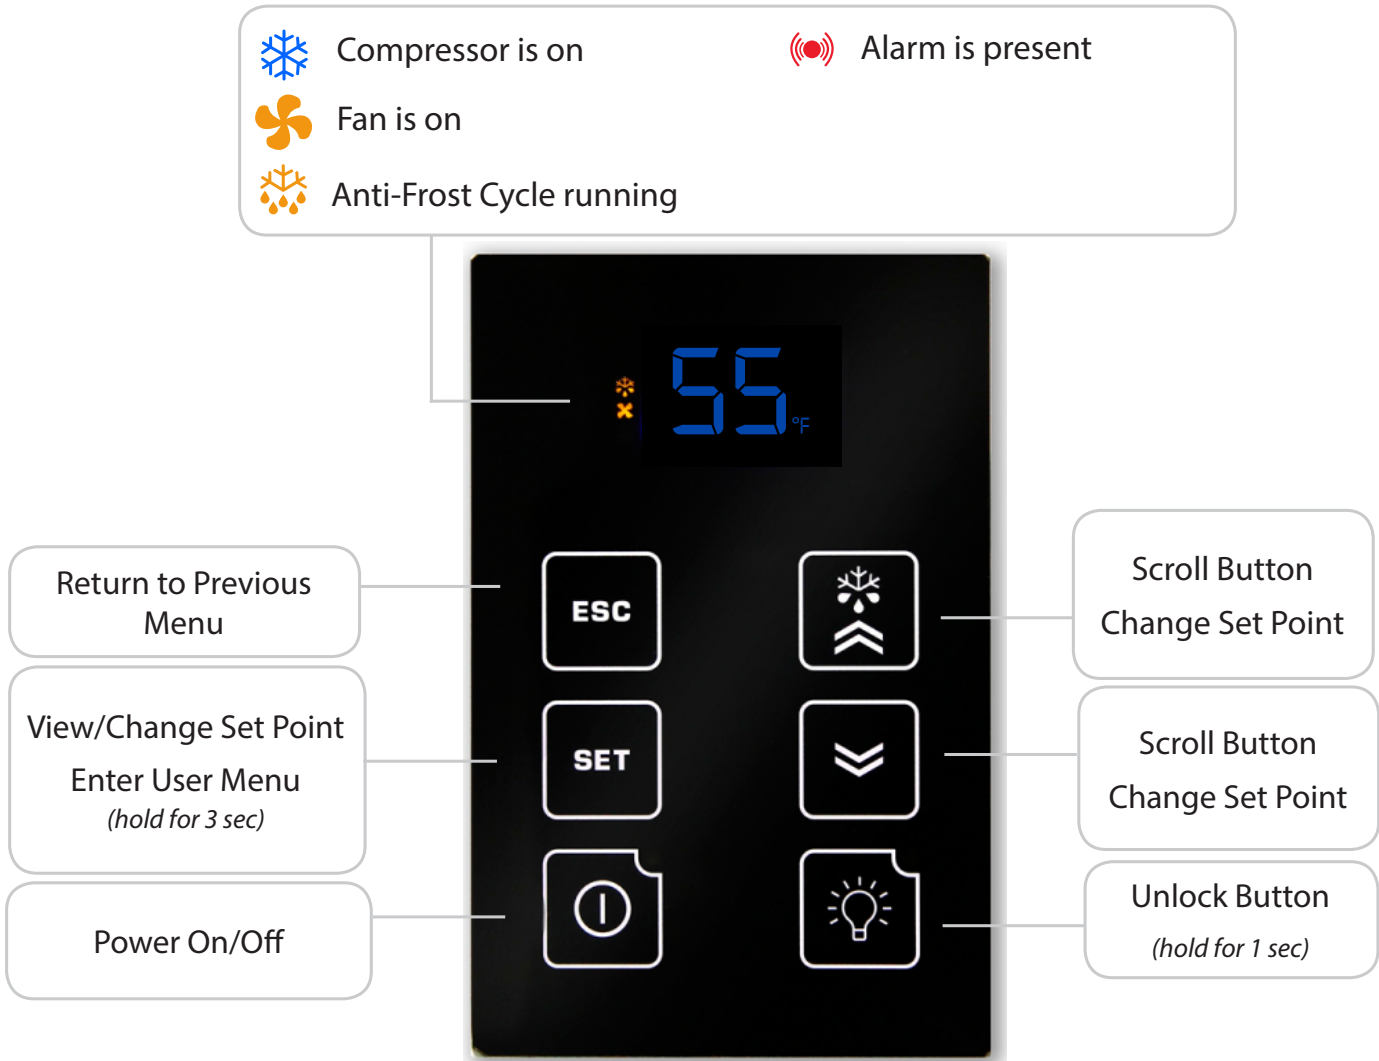 Compressor is on
Alarm is present
Fan is on
Anti-Frost Cycle running
55 °F
Return to Previous
Menu
ESC
Scroll Button
Change Set Point
View/Change Set Point
Enter User Menu
(hold for 3 sec)
SET
Scroll Button
Change Set Point
Power On/Off
Unlock Button
(hold for 1 sec)